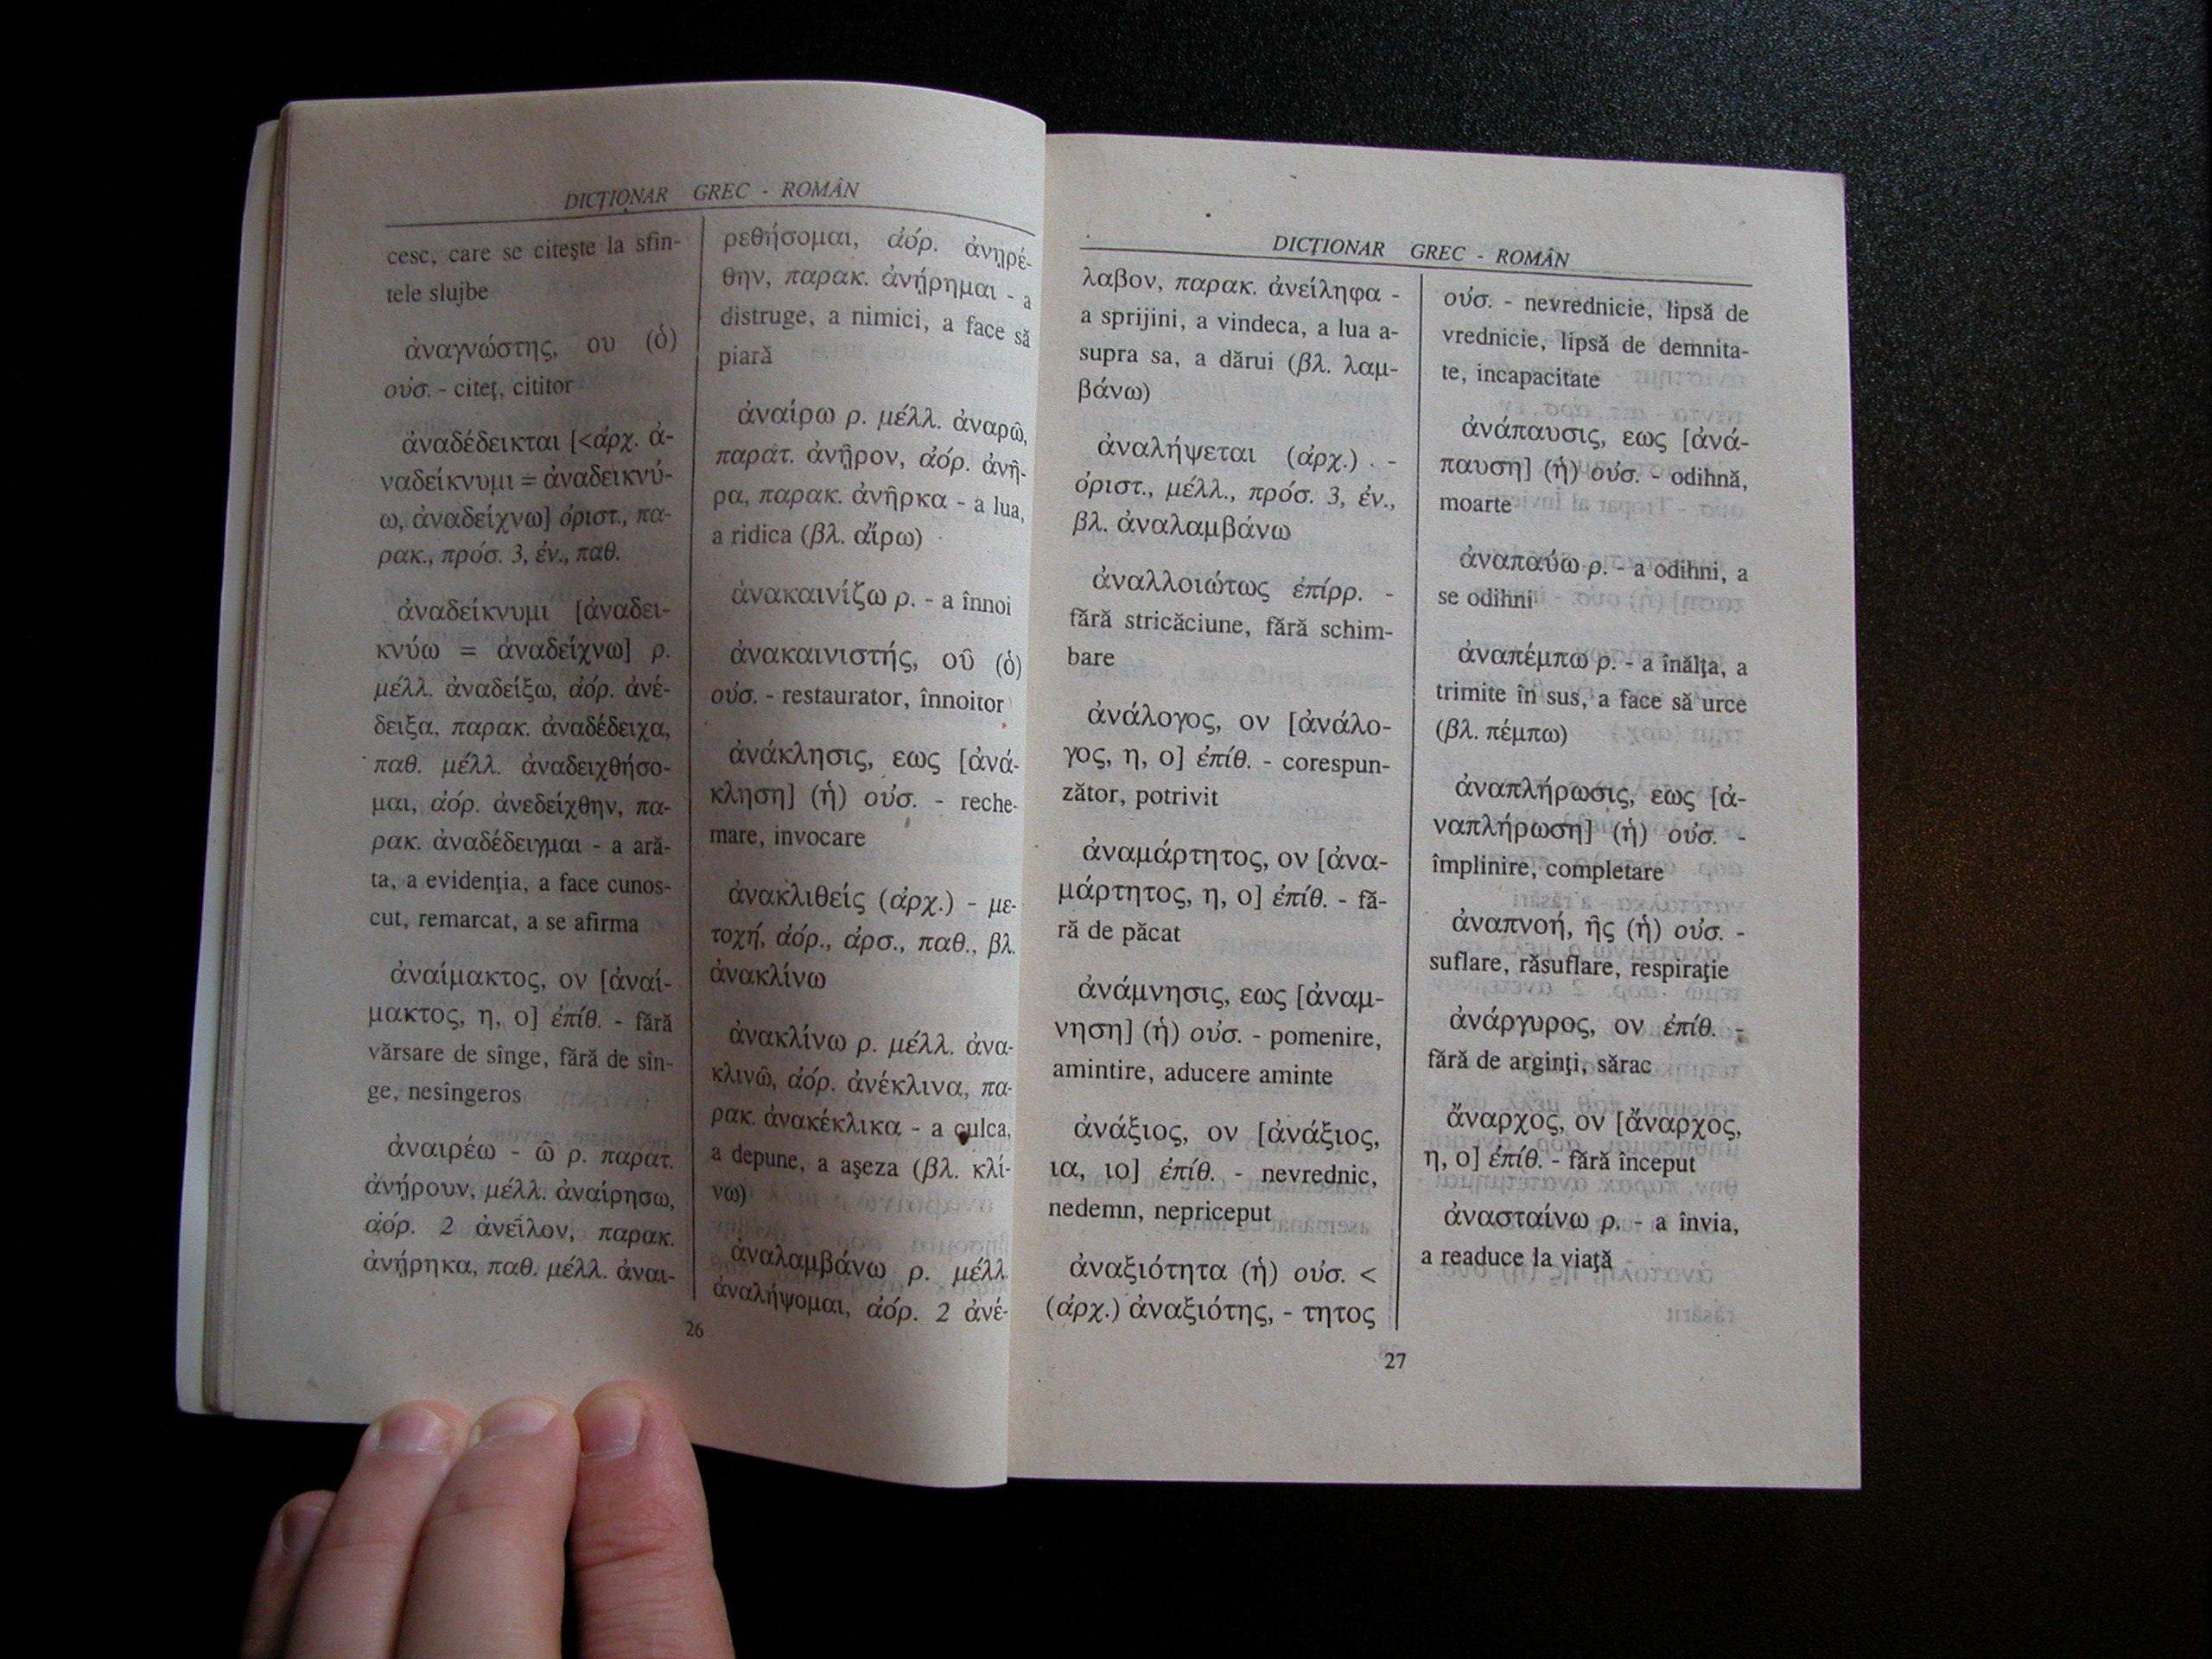 DICŢIONAR GREC - ROMÂN
cesc, care se citeşte la sfin-
tele slujbe
ἀναγνώστης, ου (ὁ)
οὐσ. - citeţ, cititor
ἀναδέδεικται [<ἀρχ. ἀ-
ναδείκνυμι = ἀναδεικνύ-
ω, ἀναδείχνω] ὁριστ., πα-
ρακ., πρόσ. 3, ἑν., παθ.
ἀναδείκνυμι [ἀναδει-
κνύω = ἀναδείχνω] ρ.
μέλλ. ἀναδείξω, ἀόρ. ἀνέ-
δειξα, παρακ. ἀναδέδειχα,
παθ. μέλλ. ἀναδειχθήσο-
μαι, ἀόρ. ἀνεδείχθην, πα-
ρακ. ἀναδέδειγμαι - a ară-
ta, a evidenţia, a face cunos-
cut, remarcat, a se afirma
ἀναίμακτος, ον [ἀναί-
μακτος, η, ο] ἐπίθ. - fără
vărsare de sînge, fără de sîn-
ge, nesîngeros
ἀναιρέω - ῶ ρ. παρατ.
ἀνῄρουν, μέλλ. ἀναίρησω,
ἀόρ. 2 ἀνεῖλον, παρακ.
ἀνῄρηκα, παθ. μέλλ. ἀναι-
ρεθήσομαι, ἀόρ. ἀνῃρέ-
θην, παρακ. ἀνῄρημαι - a
distruge, a nimici, a face să
piară
ἀναίρω ρ. μέλλ. ἀναρῶ,
παρατ. ἀνῇρον, ἀόρ. ἀνῆ-
ρα, παρακ. ἀνῆρκα - a lua,
a ridica (βλ. αἴρω)
ἀνακαινίζω ρ. - a înnoi
ἀνακαινιστής, οῦ (ὁ)
οὐσ. - restaurator, înnoitor
ἀνάκλησις, εως [ἀνά-
κληση] (ἡ) οὐσ. - reche-
mare, invocare
ἀνακλιθείς (ἀρχ.) - με-
τοχή, ἀόρ., ἀρσ., παθ., βλ.
ἀνακλίνω
ἀνακλίνω ρ. μέλλ. ἀνα-
κλινῶ, ἀόρ. ἀνέκλινα, πα-
ρακ. ἀνακέκλικα - a culca,
a depune, a aşeza (βλ. κλί-
νω)
ἀναλαμβάνω ρ. μέλλ.
ἀναλήψομαι, ἀόρ. 2 ἀνέ-
26
DICŢIONAR GREC - ROMÂN
λαβον, παρακ. ἀνείληφα -
a sprijini, a vindeca, a lua a-
supra sa, a dărui (βλ. λαμ-
βάνω)
ἀναλήψεται (ἀρχ.) -
ὁριστ., μέλλ., πρόσ. 3, ἑν.,
βλ. ἀναλαμβάνω
ἀναλλοιώτως ἐπίρρ. -
fără stricăciune, fără schim-
bare
ἀνάλογος, ον [ἀνάλο-
γος, η, ο] ἐπίθ. - corespun-
zător, potrivit
ἀναμάρτητος, ον [ἀνα-
μάρτητος, η, ο] ἐπίθ. - fă-
ră de păcat
ἀνάμνησις, εως [ἀναμ-
νηση] (ἡ) οὐσ. - pomenire,
amintire, aducere aminte
ἀνάξιος, ον [ἀνάξιος,
ια, ιο] ἐπίθ. - nevrednic,
nedemn, nepriceput
ἀναξιότητα (ἡ) οὐσ. <
(ἀρχ.) ἀναξιότης, - τητος
οὐσ. - nevrednicie, lipsă de
vrednicie, lipsă de demnita-
te, incapacitate
ἀνάπαυσις, εως [ἀνά-
παυση] (ἡ) οὐσ. - odihnă,
moarte
ἀναπαύω ρ. - a odihni, a
se odihni
ἀναπέμπω ρ. - a înălţa, a
trimite în sus, a face să urce
(βλ. πέμπω)
ἀναπλήρωσις, εως [ἀ-
ναπλήρωση] (ἡ) οὐσ. -
împlinire, completare
ἀναπνοή, ῆς (ἡ) οὐσ. -
suflare, răsuflare, respiraţie
ἀνάργυρος, ον ἐπίθ. -
fără de arginţi, sărac
ἄναρχος, ον [ἄναρχος,
η, ο] ἐπίθ. - fără început
ἀνασταίνω ρ. - a învia,
a readuce la viaţă
27